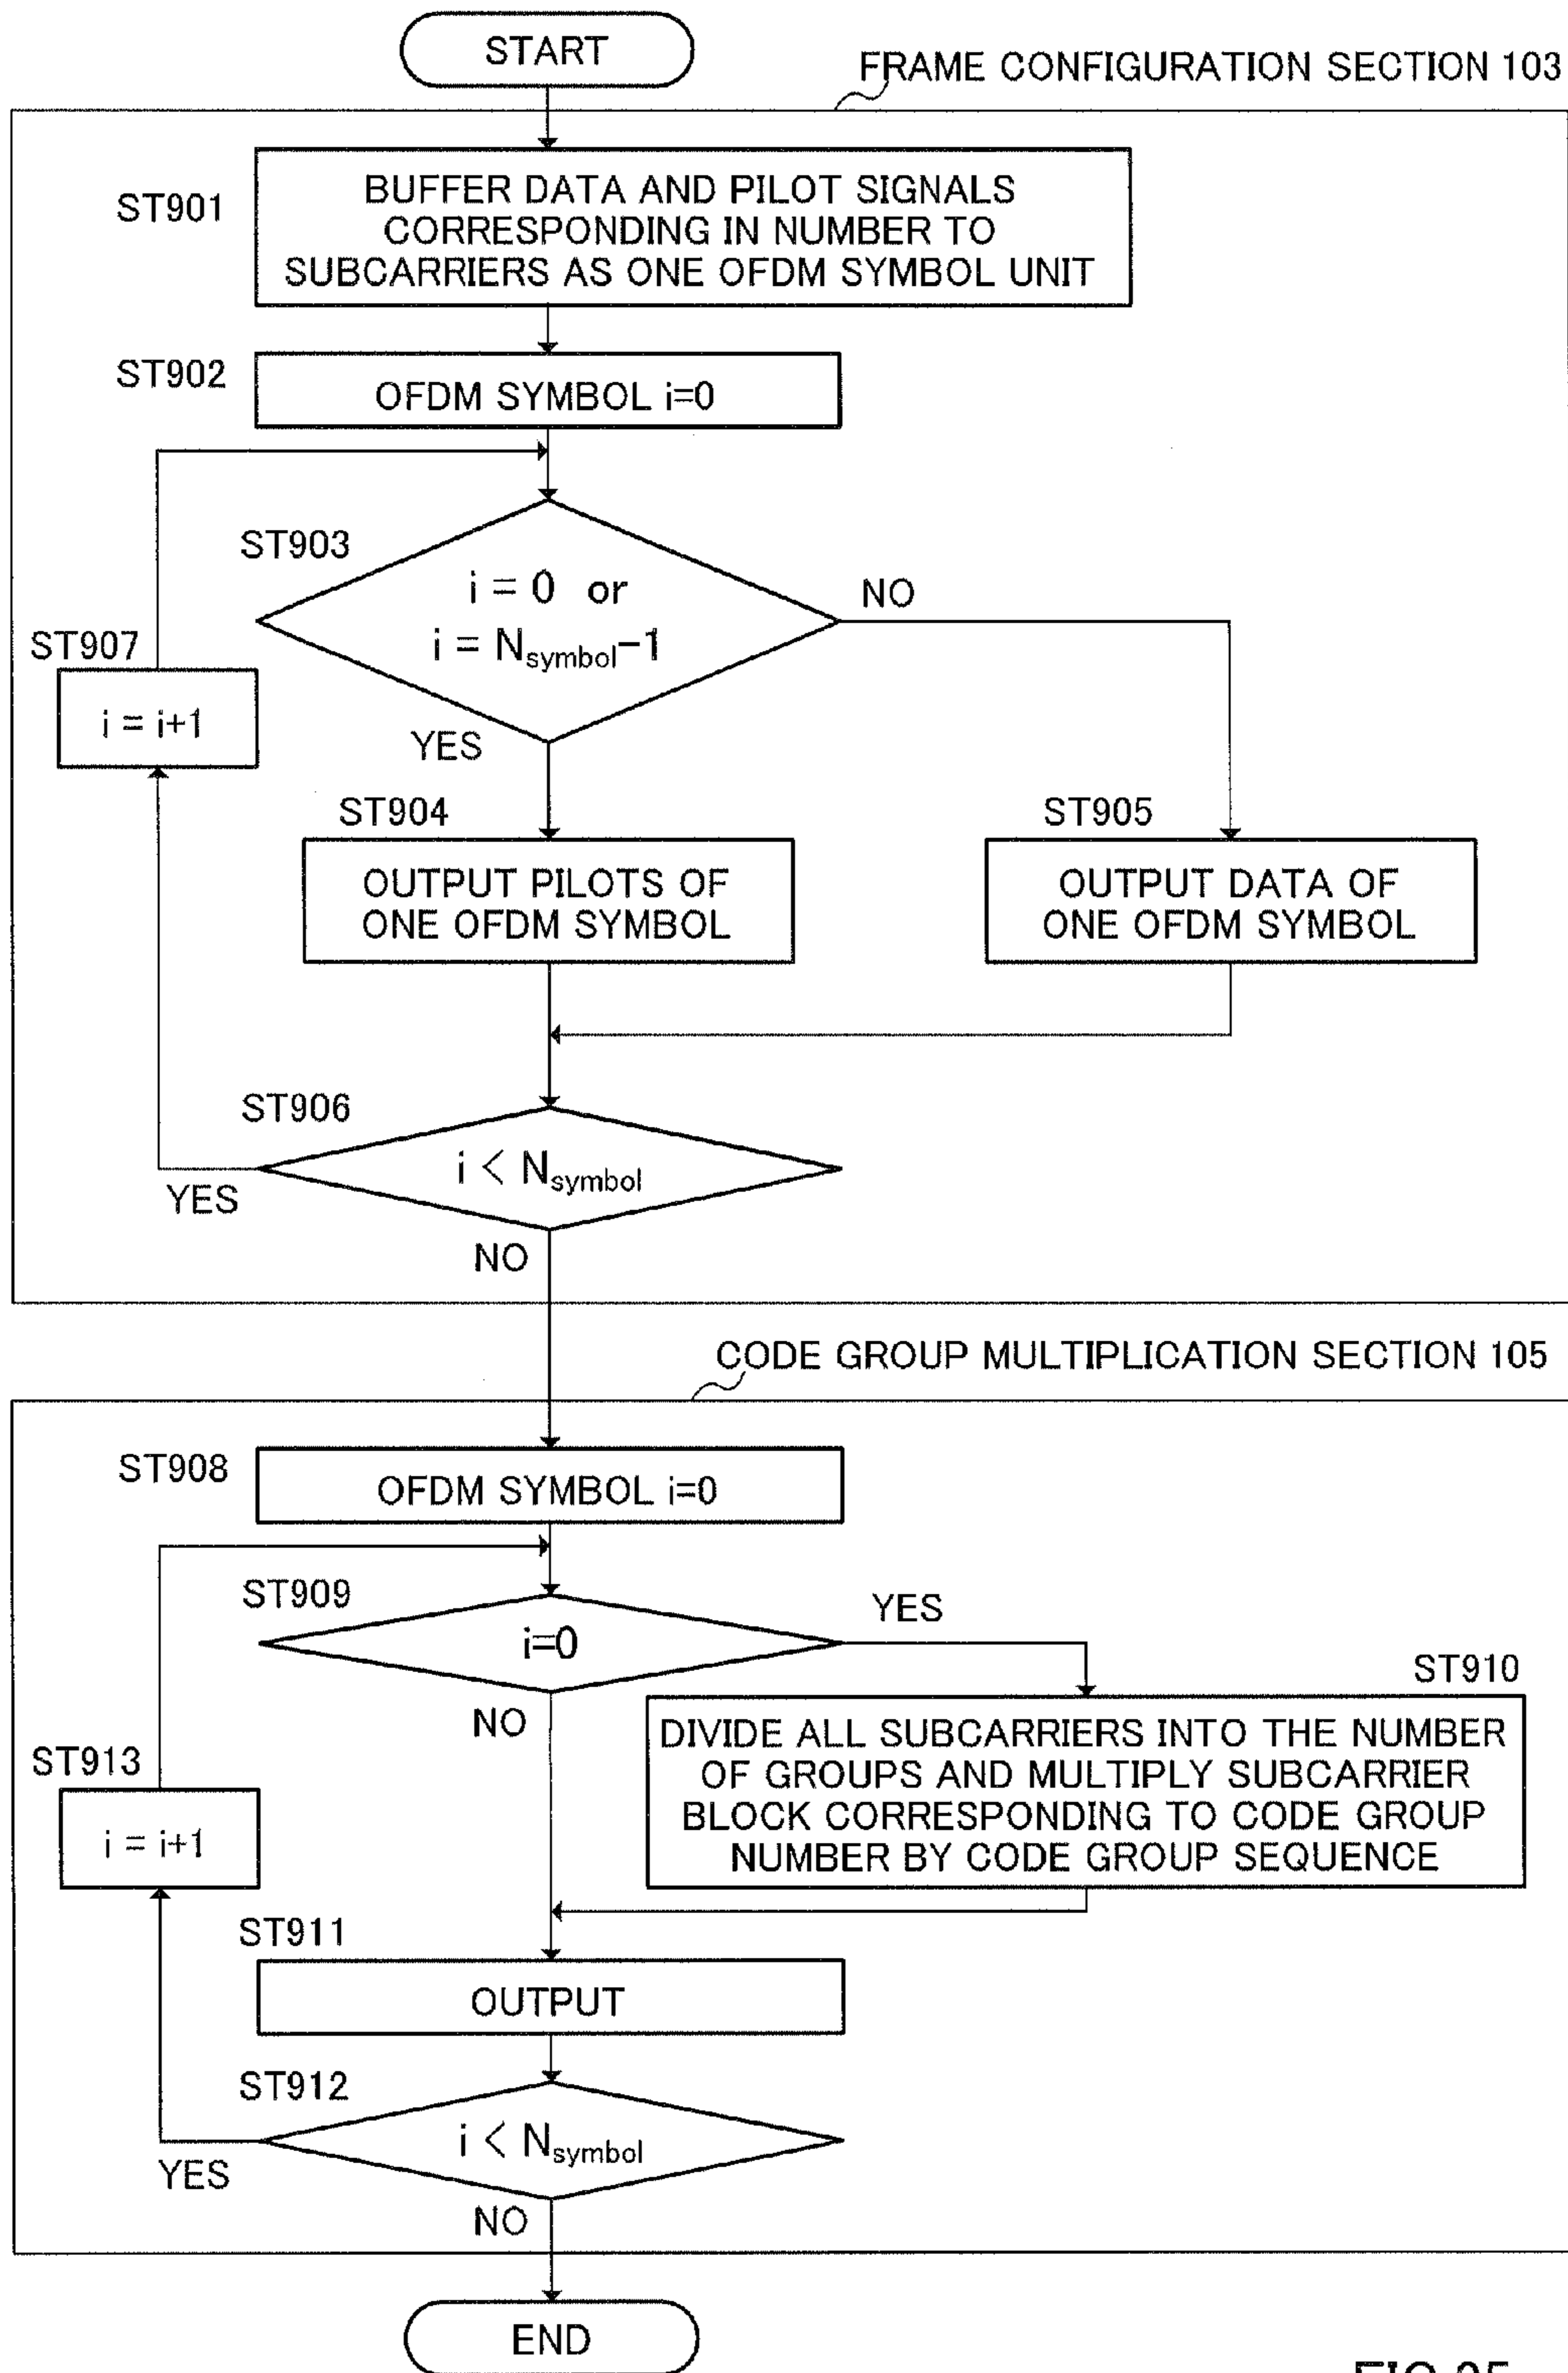 START
FRAME CONFIGURATION SECTION 103
ST901
BUFFER DATA AND PILOT SIGNALS
CORRESPONDING IN NUMBER TO
SUBCARRIERS AS ONE OFDM SYMBOL UNIT
ST902
OFDM SYMBOL i=0
ST903
i = 0 or
i = Nsymbol-1
NO
YES
ST907
i = i+1
ST904
OUTPUT PILOTS OF
ONE OFDM SYMBOL
ST905
OUTPUT DATA OF
ONE OFDM SYMBOL
ST906
i < Nsymbol
YES
NO
CODE GROUP MULTIPLICATION SECTION 105
ST908
OFDM SYMBOL i=0
ST909
i=0
YES
NO
ST910
DIVIDE ALL SUBCARRIERS INTO THE NUMBER
OF GROUPS AND MULTIPLY SUBCARRIER
BLOCK CORRESPONDING TO CODE GROUP
NUMBER BY CODE GROUP SEQUENCE
ST913
i = i+1
ST911
OUTPUT
ST912
i < Nsymbol
YES
NO
END